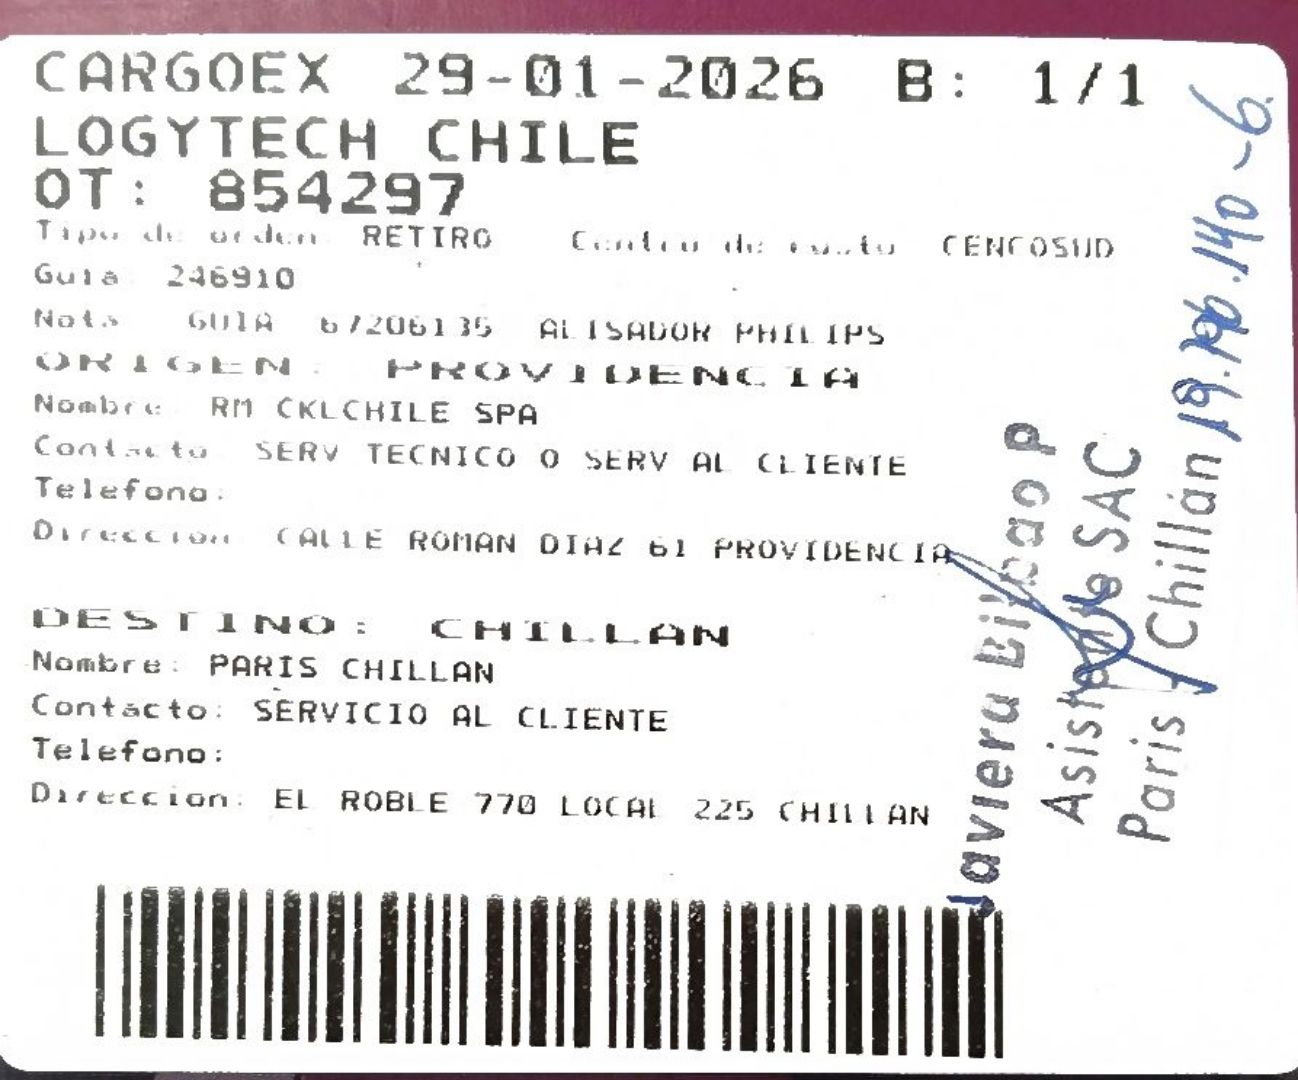 CARGOEX 29-01-2026 B: 1/1
LOGYTECH CHILE
OT: 854297
Tipo de orden: RETIRO Centro de costo CENCOSUD
Guia: 246910
Nota: GUIA 67206135 ALISADOR PHILIPS
ORIGEN: PROVIDENCIA
Nombre: RM CKLCHILE SPA
Contacto: SERV TECNICO O SERV AL CLIENTE
Telefono:
Direccion: CALLE ROMAN DIAZ 61 PROVIDENCIA
DESTINO: CHILLAN
Nombre: PARIS CHILLAN
Contacto: SERVICIO AL CLIENTE
Telefono:
Direccion: EL ROBLE 770 LOCAL 225 CHILLAN
Javiera Bilbao P
Asistente SAC
Paris Chillán